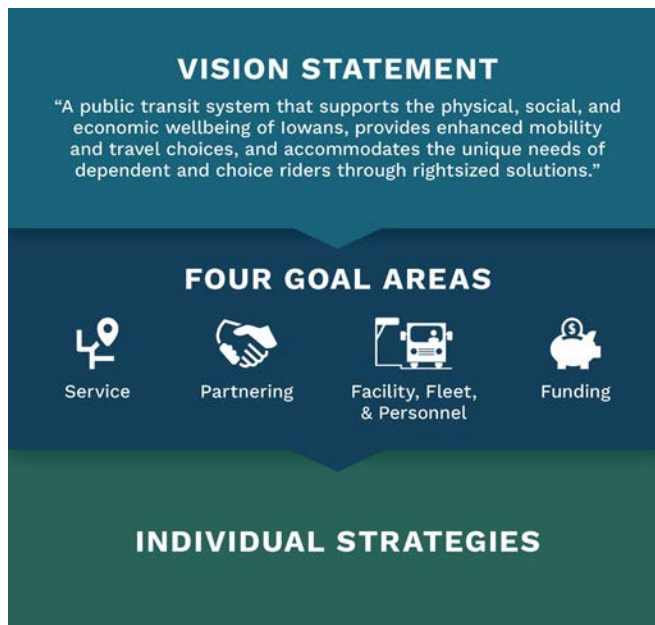 VISION STATEMENT
“A public transit system that supports the physical, social, and
economic wellbeing of Iowans, provides enhanced mobility
and travel choices, and accommodates the unique needs of
dependent and choice riders through rightsized solutions.”
FOUR GOAL AREAS
Service
Partnering
Facility, Fleet,
& Personnel
Funding
$
INDIVIDUAL STRATEGIES